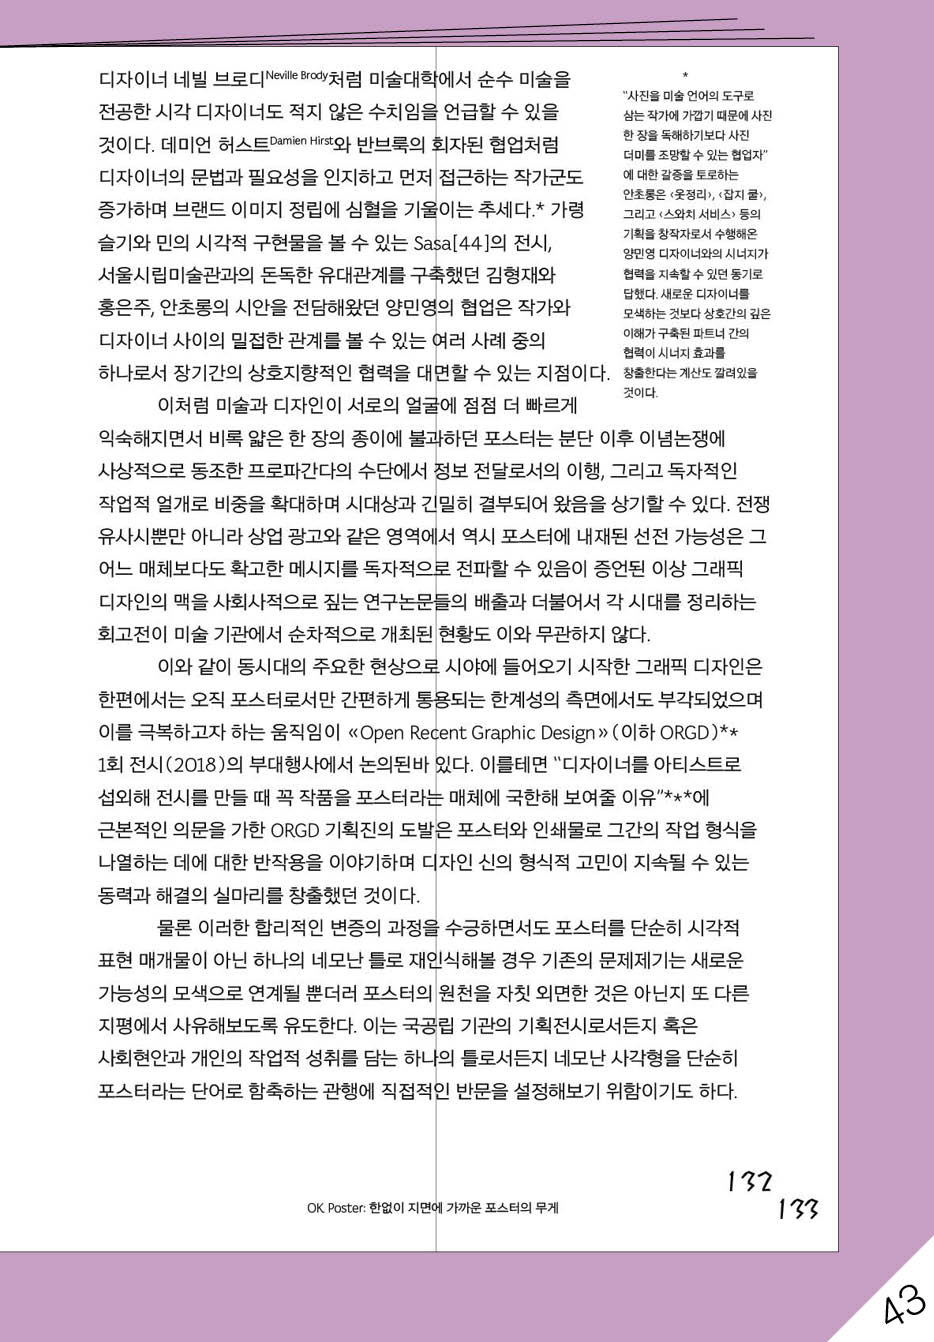 디자이너 네빌 브로디Neville Brody처럼 미술대학에서 순수 미술을
전공한 시각 디자이너도 적지 않은 수치임을 언급할 수 있을
것이다. 데미언 허스트Damien Hirst와 반브룩의 회자된 협업처럼
디자이너의 문법과 필요성을 인지하고 먼저 접근하는 작가군도
증가하며 브랜드 이미지 정립에 심혈을 기울이는 추세다.* 가령
슬기와 민의 시각적 구현물을 볼 수 있는 Sasa[44]의 전시,
서울시립미술관과의 돈독한 유대관계를 구축했던 김형재와
홍은주, 안초롱의 시안을 전담해왔던 양민영의 협업은 작가와
디자이너 사이의 밀접한 관계를 볼 수 있는 여러 사례 중의
하나로서 장기간의 상호지향적인 협력을 대면할 수 있는 지점이다.
이처럼 미술과 디자인이 서로의 얼굴에 점점 더 빠르게
익숙해지면서 비록 얇은 한 장의 종이에 불과하던 포스터는 분단 이후 이념논쟁에
사상적으로 동조한 프로파간다의 수단에서 정보 전달로서의 이행, 그리고 독자적인
작업적 얼개로 비중을 확대하며 시대상과 긴밀히 결부되어 왔음을 상기할 수 있다. 전쟁
유사시뿐만 아니라 상업 광고와 같은 영역에서 역시 포스터에 내재된 선전 가능성은 그
어느 매체보다도 확고한 메시지를 독자적으로 전파할 수 있음이 증언된 이상 그래픽
디자인의 맥을 사회사적으로 짚는 연구논문들의 배출과 더불어서 각 시대를 정리하는
회고전이 미술 기관에서 순차적으로 개최된 현황도 이와 무관하지 않다.
이와 같이 동시대의 주요한 현상으로 시야에 들어오기 시작한 그래픽 디자인은
한편에서는 오직 포스터로서만 간편하게 통용되는 한계성의 측면에서도 부각되었으며
이를 극복하고자 하는 움직임이 «Open Recent Graphic Design» (이하 ORGD)**
1회 전시(2018)의 부대행사에서 논의된바 있다. 이를테면 “디자이너를 아티스트로
섭외해 전시를 만들 때 꼭 작품을 포스터라는 매체에 국한해 보여줄 이유”***에
근본적인 의문을 가한 ORGD 기획진의 도발은 포스터와 인쇄물로 그간의 작업 형식을
나열하는 데에 대한 반작용을 이야기하며 디자인 신의 형식적 고민이 지속될 수 있는
동력과 해결의 실마리를 창출했던 것이다.
물론 이러한 합리적인 변증의 과정을 수긍하면서도 포스터를 단순히 시각적
표현 매개물이 아닌 하나의 네모난 틀로 재인식해볼 경우 기존의 문제제기는 새로운
가능성의 모색으로 연계될 뿐더러 포스터의 원천을 자칫 외면한 것은 아닌지 또 다른
지평에서 사유해보도록 유도한다. 이는 국공립 기관의 기획전시로서든지 혹은
사회현안과 개인의 작업적 성취를 담는 하나의 틀로서든지 네모난 사각형을 단순히
포스터라는 단어로 함축하는 관행에 직접적인 반문을 설정해보기 위함이기도 하다.
*
“사진을 미술 언어의 도구로
삼는 작가에 가깝기 때문에 사진
한 장을 독해하기보다 사진
더미를 조망할 수 있는 협업자”
에 대한 갈증을 토로하는
안초롱은 ‹옷정리›, ‹잡지 쿨›,
그리고 ‹스와치 서비스› 등의
기획을 창작자로서 수행해온
양민영 디자이너와의 시너지가
협력을 지속할 수 있던 동기로
답했다. 새로운 디자이너를
모색하는 것보다 상호간의 깊은
이해가 구축된 파트너 간의
협력이 시너지 효과를
창출한다는 계산도 깔려있을
것이다.
132
133
OK Poster: 한없이 지면에 가까운 포스터의 무게
43